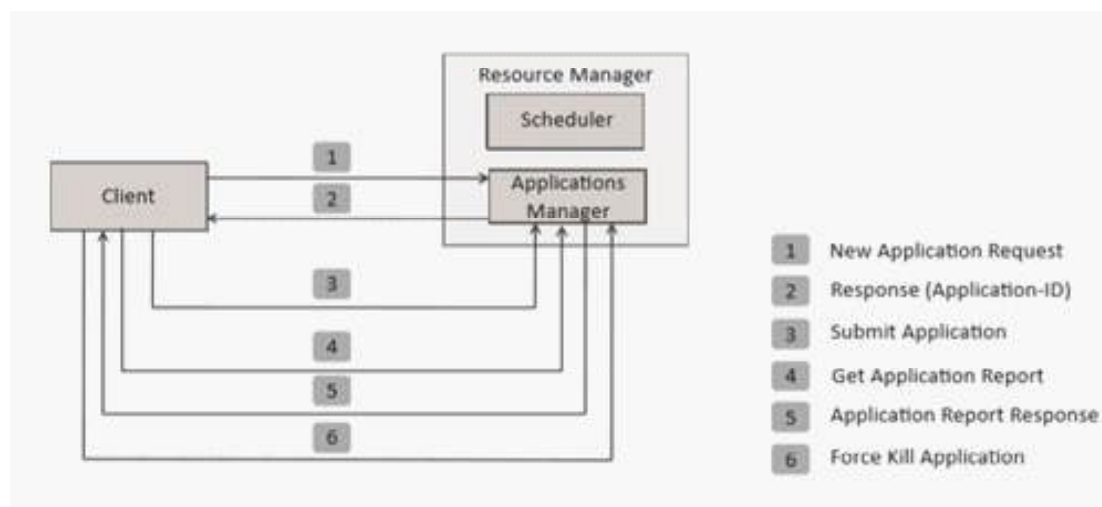 Resource Manager
Scheduler
Client
Applications
Manager
1
2
3
4
5
6
1 New Application Request
2 Response (Application-ID)
3 Submit Application
4 Get Application Report
5 Application Report Response
6 Force Kill Application